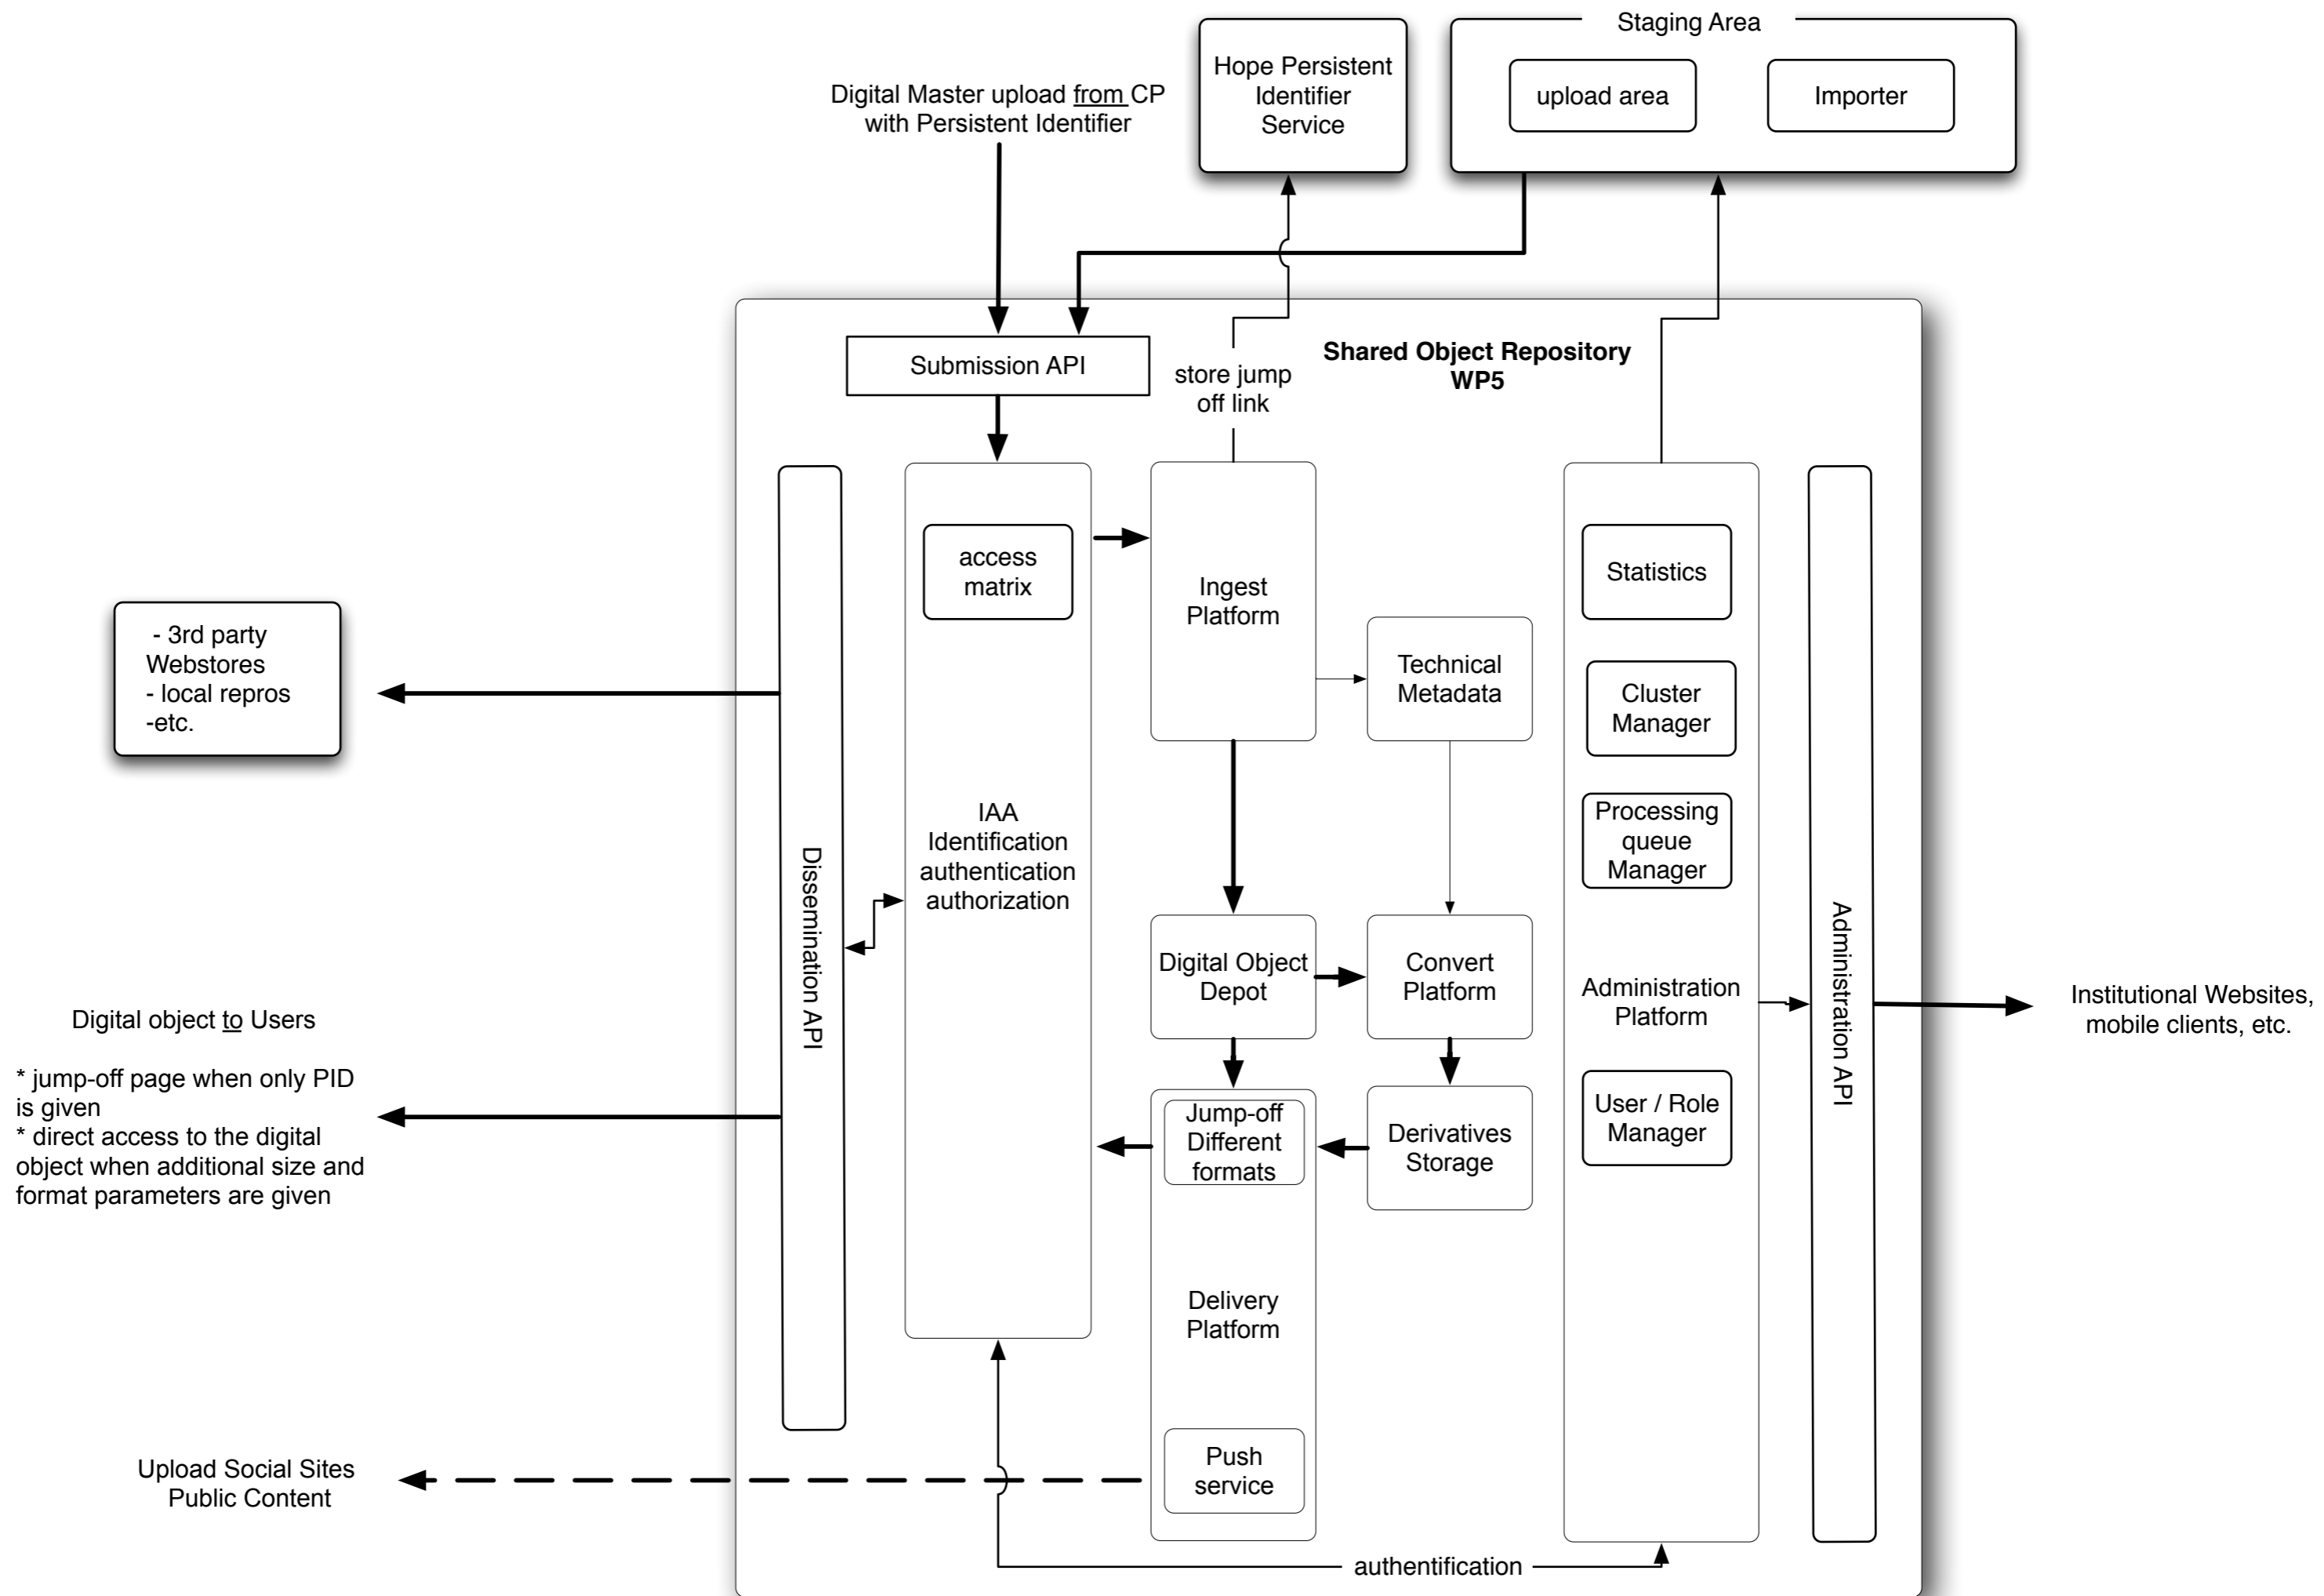 Staging Area
Hope Persistent
Identifier
Service
upload area
Importer
Digital Master upload from CP
with Persistent Identifier
Shared Object Repository
WP5
Submission API
store jump
off link
access
matrix
Ingest
Platform
Statistics
- 3rd party
Webstores
- local repros
-etc.
Technical
Metadata
Cluster
Manager
IAA
Identification
authentication
authorization
Processing
queue
Manager
Dissemination API
Administration API
Digital Object
Depot
Convert
Platform
Administration
Platform
Institutional Websites,
mobile clients, etc.
Digital object to Users
* jump-off page when only PID
is given
* direct access to the digital
object when additional size and
format parameters are given
Jump-off
Different
formats
Derivatives
Storage
User / Role
Manager
Delivery
Platform
Upload Social Sites
Public Content
Push
service
authentification